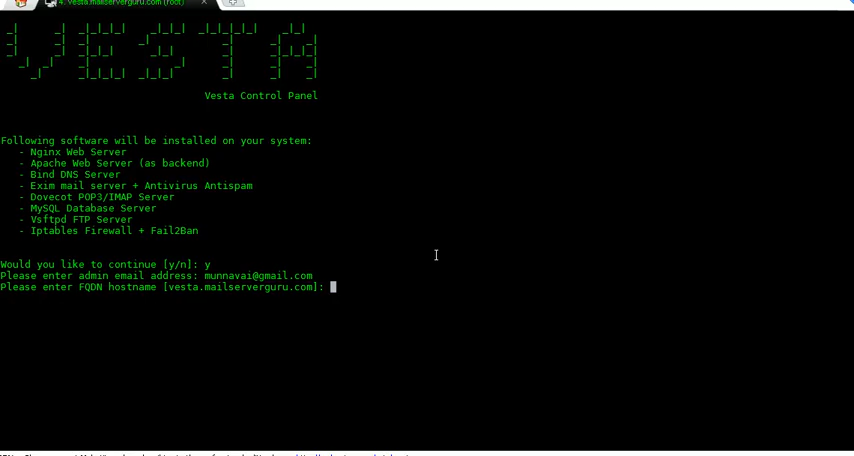 4. vesta.mailserverguru.com (root)
VESTA
Vesta Control Panel
Following software will be installed on your system:
- Nginx Web Server
- Apache Web Server (as backend)
- Bind DNS Server
- Exim mail server + Antivirus Antispam
- Dovecot POP3/IMAP Server
- MySQL Database Server
- Vsftpd FTP Server
- Iptables Firewall + Fail2Ban
Would you like to continue [y/n]: y
Please enter admin email address: munnavai@gmail.com
Please enter FQDN hostname [vesta.mailserverguru.com]: